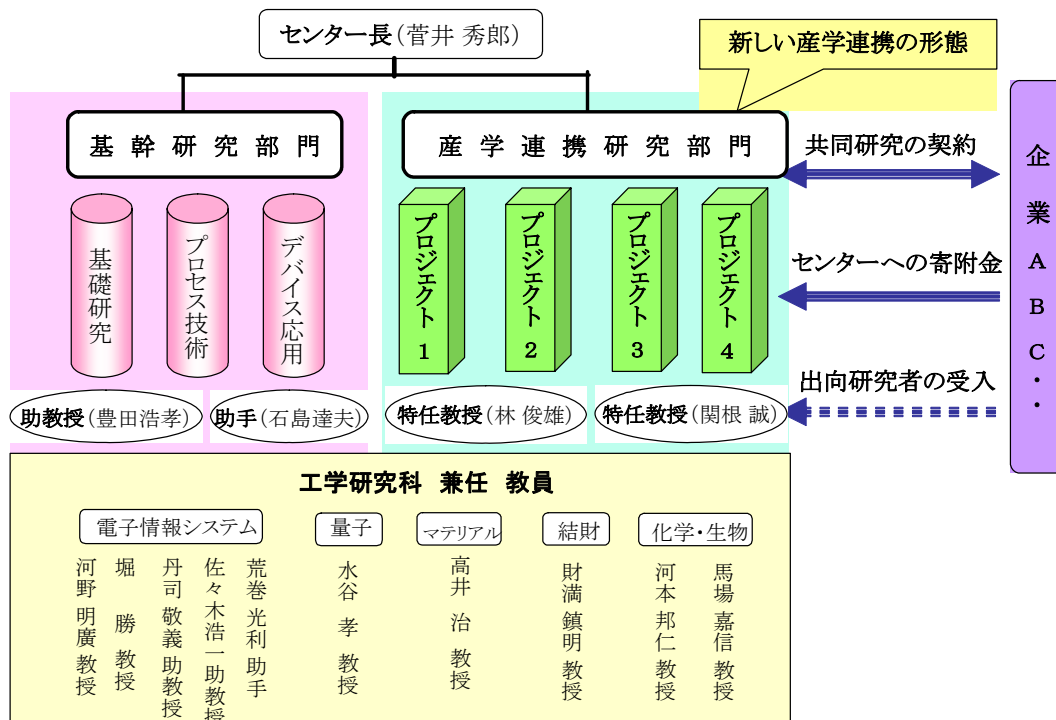 センター長(菅井 秀郎)
新しい産学連携の形態
基幹研究部門
産学連携研究部門
基礎研究
プロセス技術
デバイス応用
プロジェクト1
プロジェクト2
プロジェクト3
プロジェクト4
共同研究の契約
センターへの寄附金
出向研究者の受入
企業ABC・・
助教授(豊田浩孝)
助手(石島達夫)
特任教授(林 俊雄)
特任教授(関根 誠)
工学研究科 兼任 教員
電子情報システム
河野 明廣 教授
堀 勝 教授
丹司 敬義 助教授
佐々木浩一助教授
荒巻 光利 助手
量子
水谷 孝 教授
マテリアル
高井 治 教授
結財
財満 鎮明 教授
化学・生物
河本 邦仁 教授
馬場 嘉信 教授